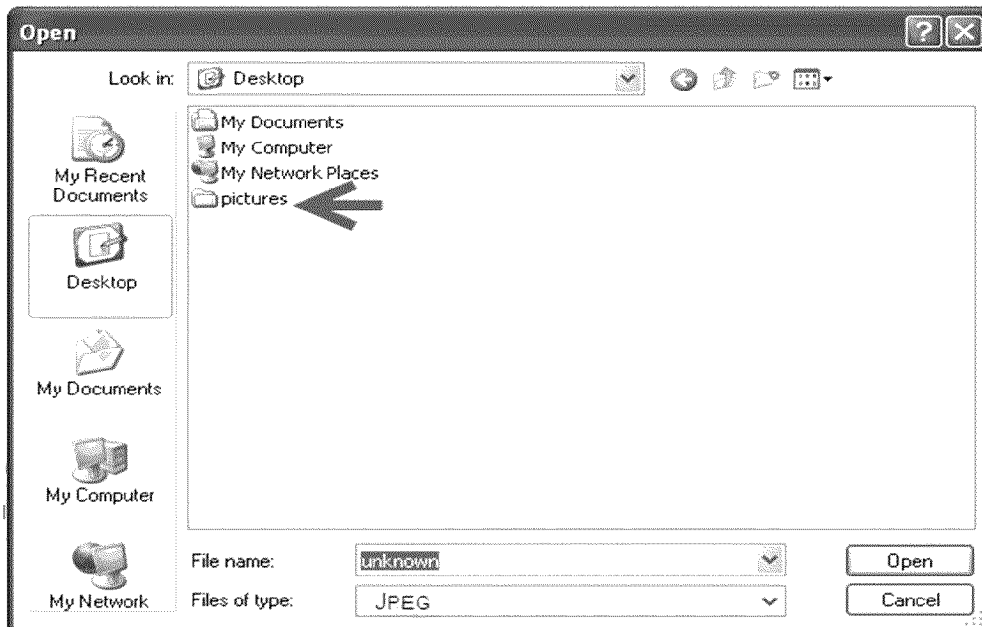 Open
Look in: Desktop
My Documents
My Computer
My Network Places
pictures
My Recent
Documents
Desktop
My Documents
My Computer
My Network
File name: unknown Open
Files of type: JPEG Cancel